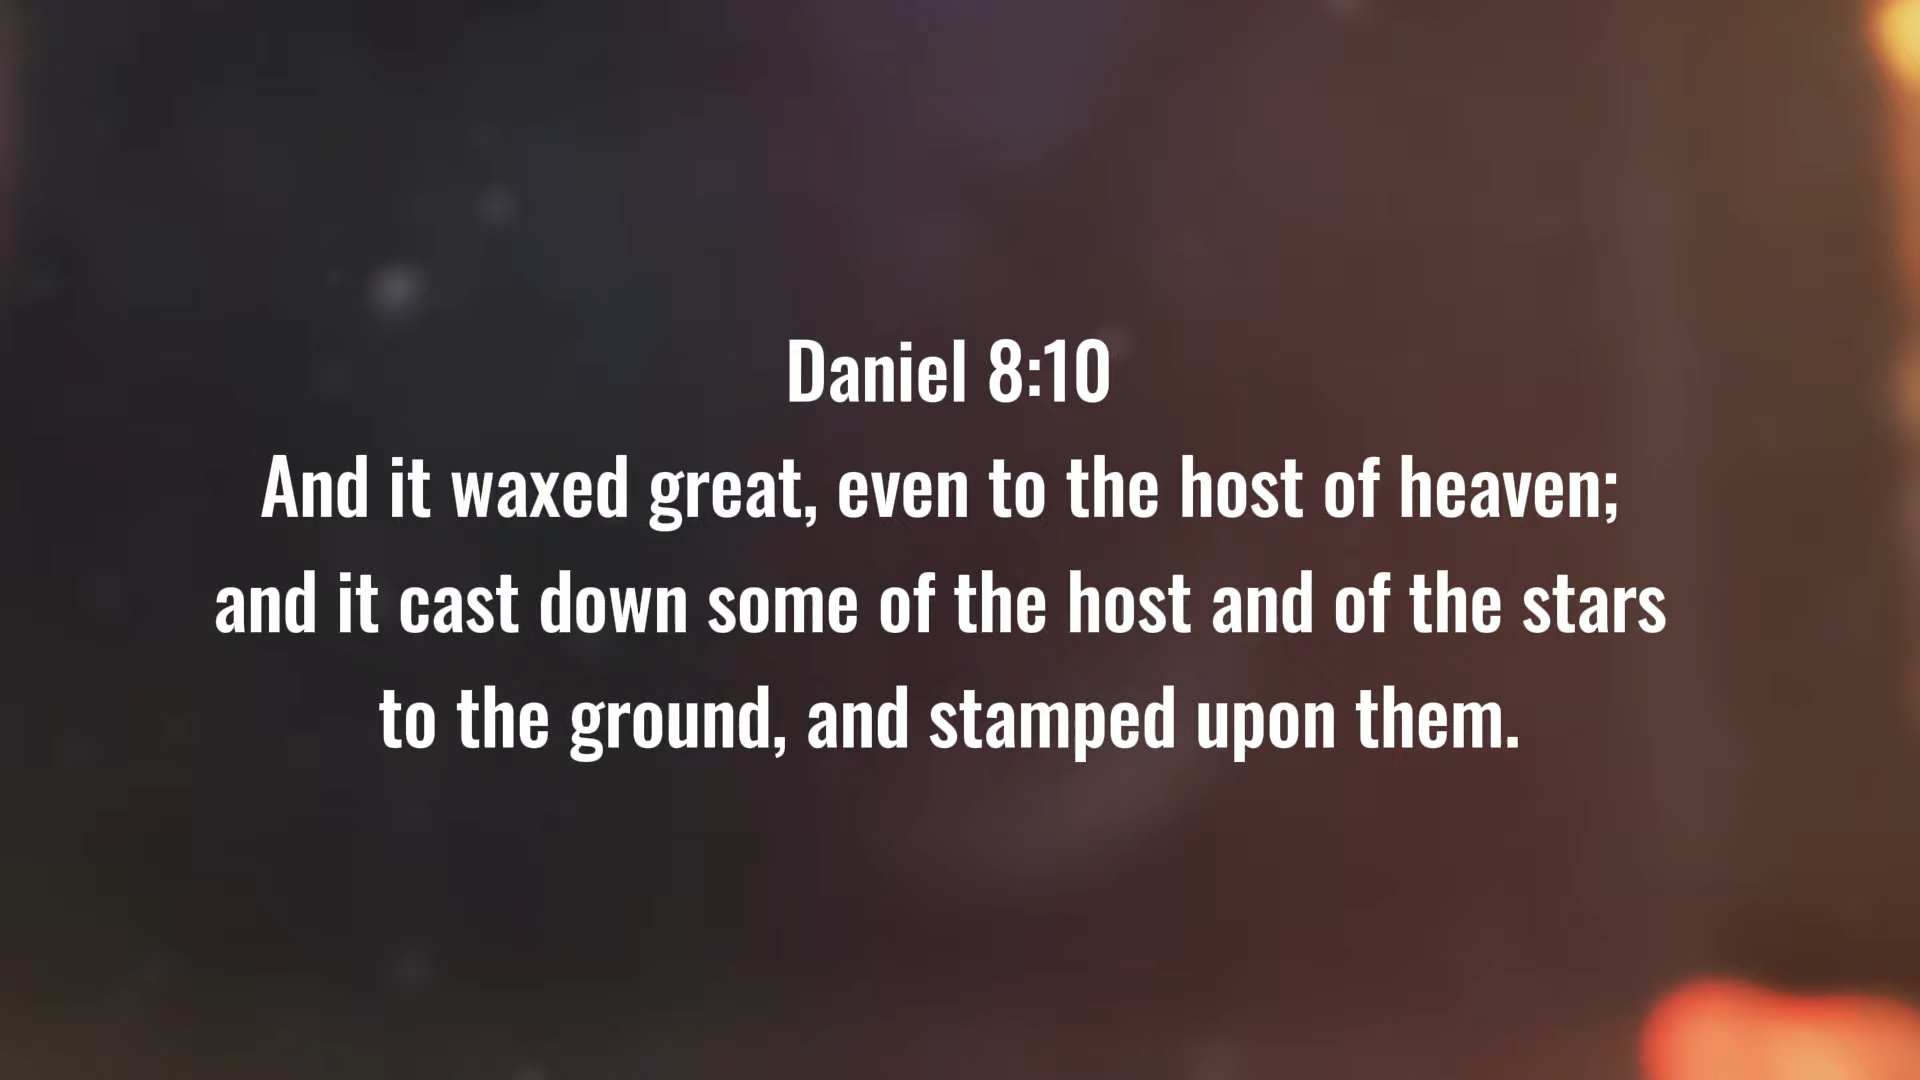 Daniel 8:10
And it waxed great, even to the host of heaven;
and it cast down some of the host and of the stars
to the ground, and stamped upon them.